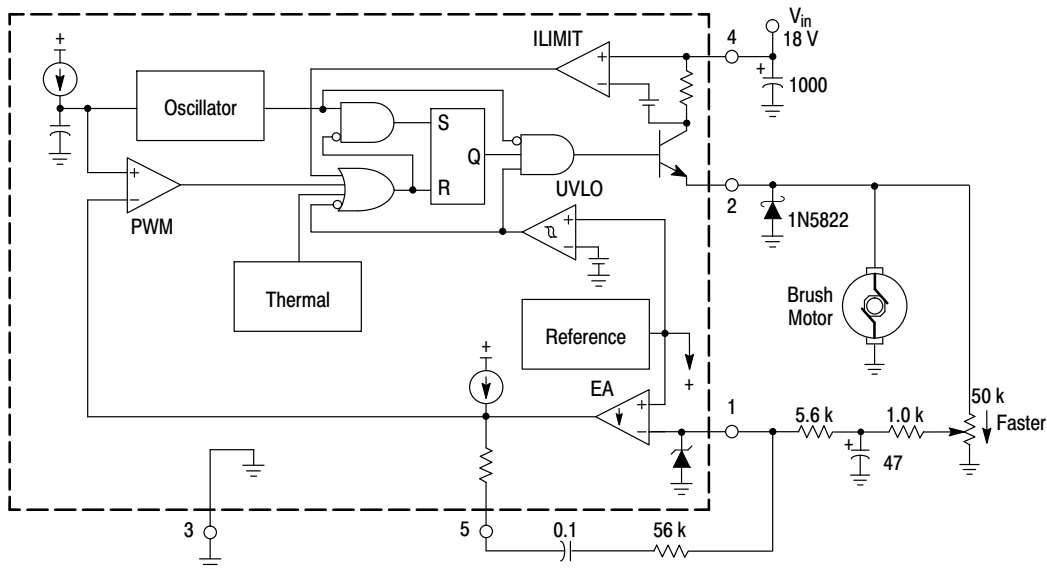 +
Oscillator
ILIMIT
+
−
4
Vin
18 V
+
1000
S
Q
R
+
−
PWM
UVLO
+
−
2
1N5822
Thermal
Brush
Motor
Reference
+
+
EA
+
−
1
5.6 k
1.0 k
50 k
Faster
+
47
3
5
0.1
56 k